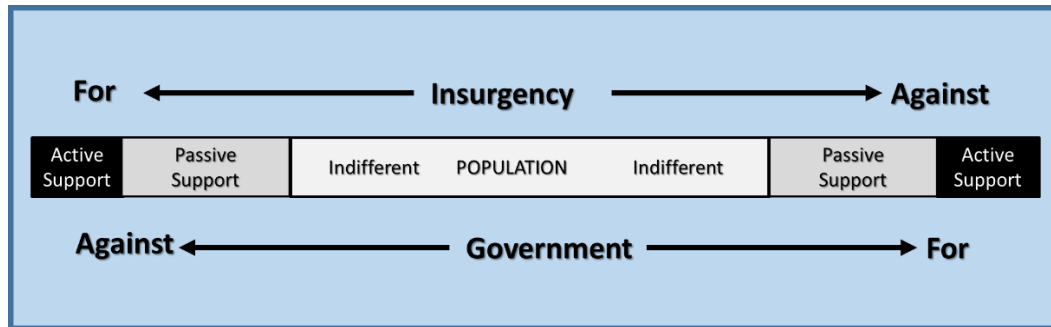 For Insurgency Against
Active Support
Passive Support
Indifferent POPULATION Indifferent
Passive Support
Active Support
Against Government For